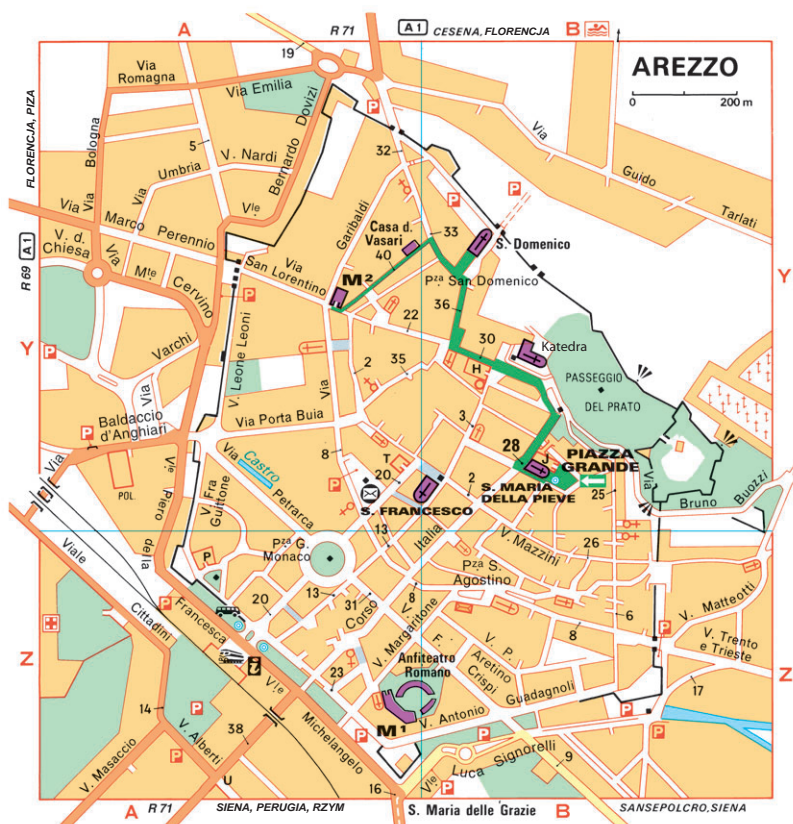 A
R 71
A 1
CESENA, FLORENCJA
B
19
AREZZO
0
200 m
Via
Romagna
Via Emilia
Bernardo Dovizi
Vle
P
FLORENCJA, PIZA
Via Bologna
5
V. Nardi
Via Umbria
32
Via
Guido
Tarlati
P
P
Via
Marco
Perennio
Garibaldi
Casa d.
Vasari
33
S. Domenico
R 69
A 1
V. d.
Chiesa
Via
Mte
Cervino
Via
San Lorentino
40
M2
Pza San Domenico
Y
P
36
22
30
Katedra
P
Y
Varchi
V. Leone Leoni
2
35
H
PASSEGGIO
DEL PRATO
Via
Baldaccio
d'Anghiari
Via Porta Buia
Via
8
3
28
J
PIAZZA
GRANDE
P
P
Via
POL.
Vle
Piero
della
Francesca
Via
Castro
Petrarca
V. Fra
Guittone
T
20
2
S. FRANCESCO
S. MARIA
DELLA PIEVE
25
Via
Bruno
Buozzi
P
13
Italia
V. Mazzini
26
Viale
Cittadini
Pza G.
Monaco
Pza S.
Agostino
P
20
13
31
Corso
8
V. Margaritone
6
V. Matteotti
P
8
V. Trento
e Trieste
Z
i
23
Anfiteatro
Romano
F.
Crispi
V. P.
Aretino
Guadagnoli
Z
17
14
P
V. Alberti
38
Vle
Michelangelo
M1
V. Antonio
P
P
P
P
V. Masaccio
P
U
Vle
Luca Signorelli
9
P
A
R 71
SIENA, PERUGIA, RZYM
16
S. Maria delle Grazie
B
SANSEPOLCRO, SIENA